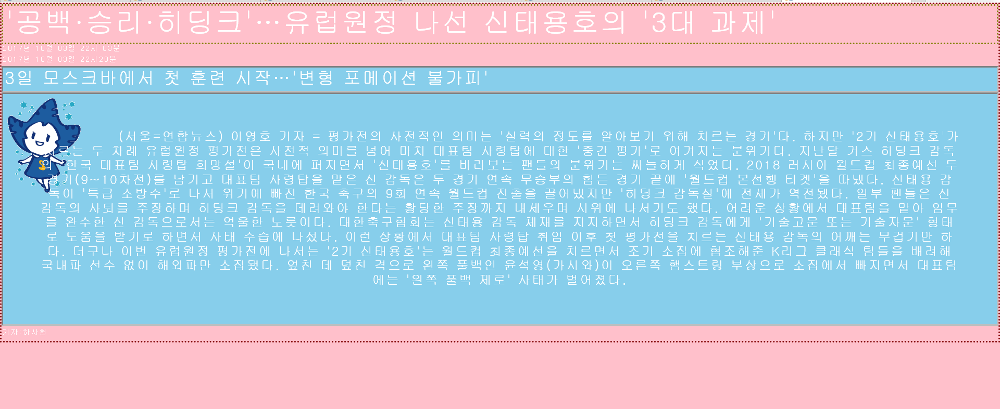 '공백·승리·히딩크'…유럽원정 나선 신태용호의 '3대 과제'
2017년 10월 03일 22시 03분
2017년 10월 03일 22시20분
3일 모스크바에서 첫 훈련 시작…'변형 포메이션 불가피'
(서울=연합뉴스) 이영호 기자 = 평가전의 사전적인 의미는 '실력의 정도를 알아보기 위해 치르는 경기'다. 하지만 '2기 신태용호'가
르는 두 차례 유럽원정 평가전은 사전적 의미를 넘어 마치 대표팀 사령탑에 대한 '중간 평가'로 여겨지는 분위기다. 지난달 거스 히딩크 감독
의 '한국 대표팀 사령탑 희망설'이 국내에 퍼지면서 '신태용호'를 바라보는 팬들의 분위기는 싸늘하게 식었다. 2018 러시아 월드컵 최종예선 두
경기(9~10차전)를 남기고 대표팀 사령탑을 맡은 신 감독은 두 경기 연속 무승부의 힘든 경기 끝에 '월드컵 본선행 티켓'을 따냈다. 신태용 감
독이 '특급 소방수'로 나서 위기에 빠진 한국 축구의 9회 연속 월드컵 진출을 끌어냈지만 '히딩크 감독설'에 전세가 역전됐다. 일부 팬들은 신
감독의 사퇴를 주장하며 히딩크 감독을 데려와야 한다는 황당한 주장까지 내세우며 시위에 나서기도 했다. 어려운 상황에서 대표팀을 맡아 임무
를 완수한 신 감독으로서는 억울한 노릇이다. 대한축구협회는 신태용 감독 체재를 지지하면서 히딩크 감독에게 '기술고문 또는 기술자문' 형태
로 도움을 받기로 하면서 사태 수습에 나섰다. 이런 상황에서 대표팀 사령탑 취임 이후 첫 평가전을 치르는 신태용 감독의 어깨는 무겁기만 하
다. 더구나 이번 유럽원정 평가전에 나서는 '2기 신태용호'는 월드컵 최종예선을 치르면서 조기 소집에 협조해준 K리그 클래식 팀들을 배려해
국내파 선수 없이 해외파만 소집됐다. 엎친 데 덮친 격으로 왼쪽 풀백인 윤석영(가시와)이 오른쪽 햄스트링 부상으로 소집에서 빠지면서 대표팀
에는 '왼쪽 풀백 제로' 사태가 벌어졌다.
기자:하사헌